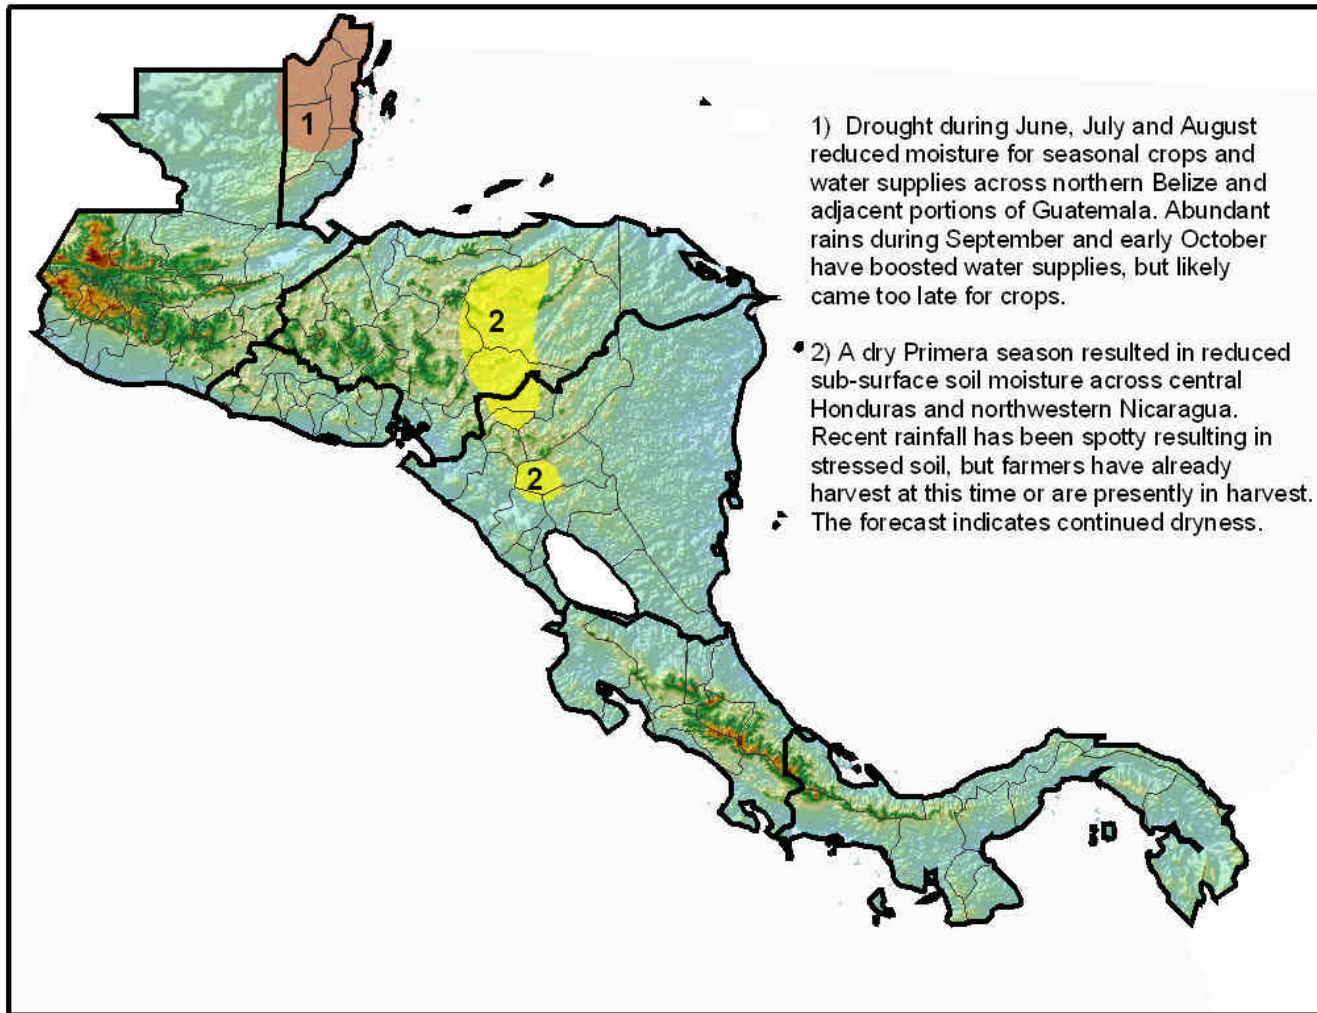 1
2
2
1) Drought during June, July and August
reduced moisture for seasonal crops and
water supplies across northern Belize and
adjacent portions of Guatemala. Abundant
rains during September and early October
have boosted water supplies, but likely
came too late for crops.
2) A dry Primera season resulted in reduced
sub-surface soil moisture across central
Honduras and northwestern Nicaragua.
Recent rainfall has been spotty resulting in
stressed soil, but farmers have already
harvest at this time or are presently in harvest.
The forecast indicates continued dryness.